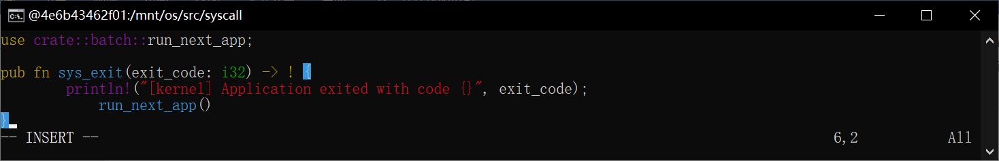 @4e6b43462f01:/mnt/os/src/syscall
use crate::batch::run_next_app;
pub fn sys_exit(exit_code: i32) -> ! {
        println!("[kernel] Application exited with code {}", exit_code);
            run_next_app()
}
-- INSERT -- 6,2 All